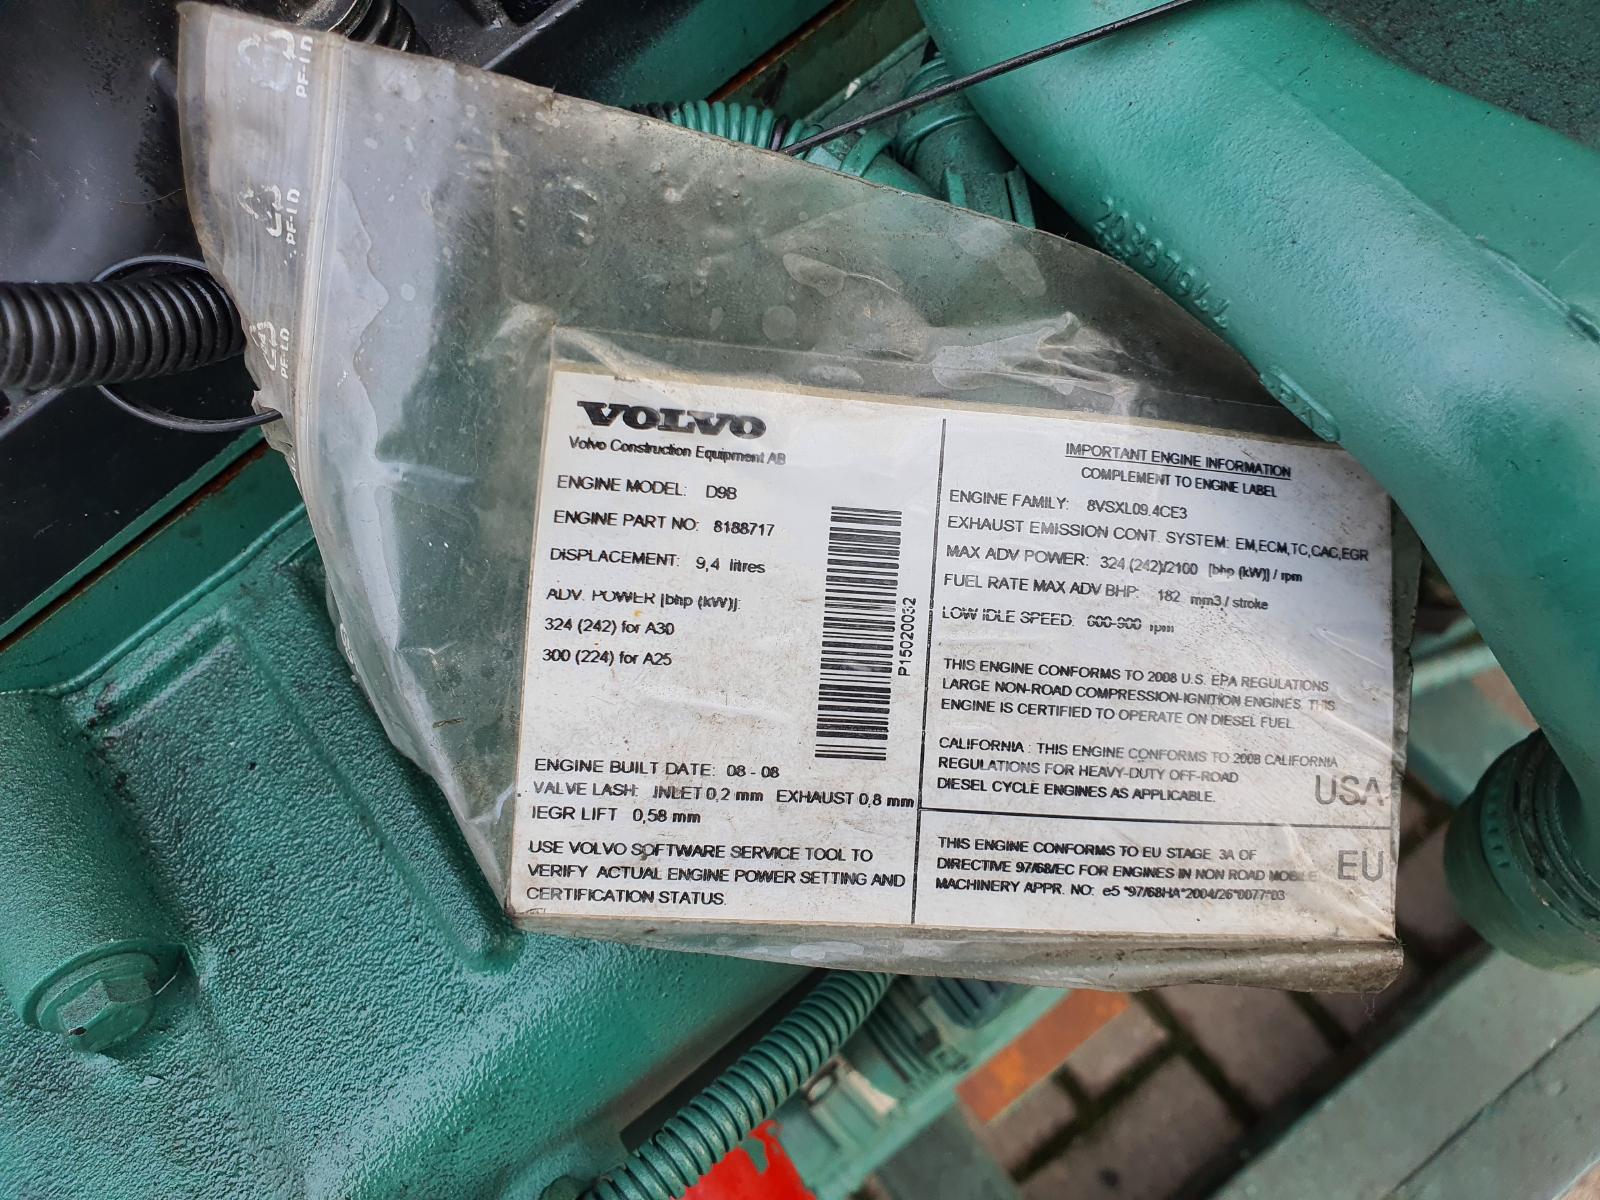 PE-LD
PE-LD
PE-LD
VOLVO
Volvo Construction Equipment AB
ENGINE MODEL: D9B
ENGINE PART NO: 8188717
DISPLACEMENT: 9,4 litres
ADV. POWER [bhp (kW)]:
324 (242) for A30
300 (224) for A25
ENGINE BUILT DATE: 08 - 08
VALVE LASH: INLET 0,2 mm EXHAUST 0,8 mm
IEGR LIFT 0,58 mm
USE VOLVO SOFTWARE SERVICE TOOL TO
VERIFY ACTUAL ENGINE POWER SETTING AND
CERTIFICATION STATUS.
P15020032
IMPORTANT ENGINE INFORMATION
COMPLEMENT TO ENGINE LABEL
ENGINE FAMILY: 8VSXL09.4CE3
EXHAUST EMISSION CONT. SYSTEM: EM,ECM,TC,CAC,EGR
MAX ADV POWER: 324 (242)/2100 [bhp (kW)] / rpm
FUEL RATE MAX ADV BHP: 182 mm3 / stroke
LOW IDLE SPEED: 600-900 rpm
THIS ENGINE CONFORMS TO 2008 U.S. EPA REGULATIONS
LARGE NON-ROAD COMPRESSION-IGNITION ENGINES. THIS
ENGINE IS CERTIFIED TO OPERATE ON DIESEL FUEL.
CALIFORNIA : THIS ENGINE CONFORMS TO 2008 CALIFORNIA
REGULATIONS FOR HEAVY-DUTY OFF-ROAD
DIESEL CYCLE ENGINES AS APPLICABLE.
USA
THIS ENGINE CONFORMS TO EU STAGE 3A OF
DIRECTIVE 97/68/EC FOR ENGINES IN NON ROAD MOBILE
MACHINERY APPR. NO: e5 *97/68HA*2004/26*0077*03
EU